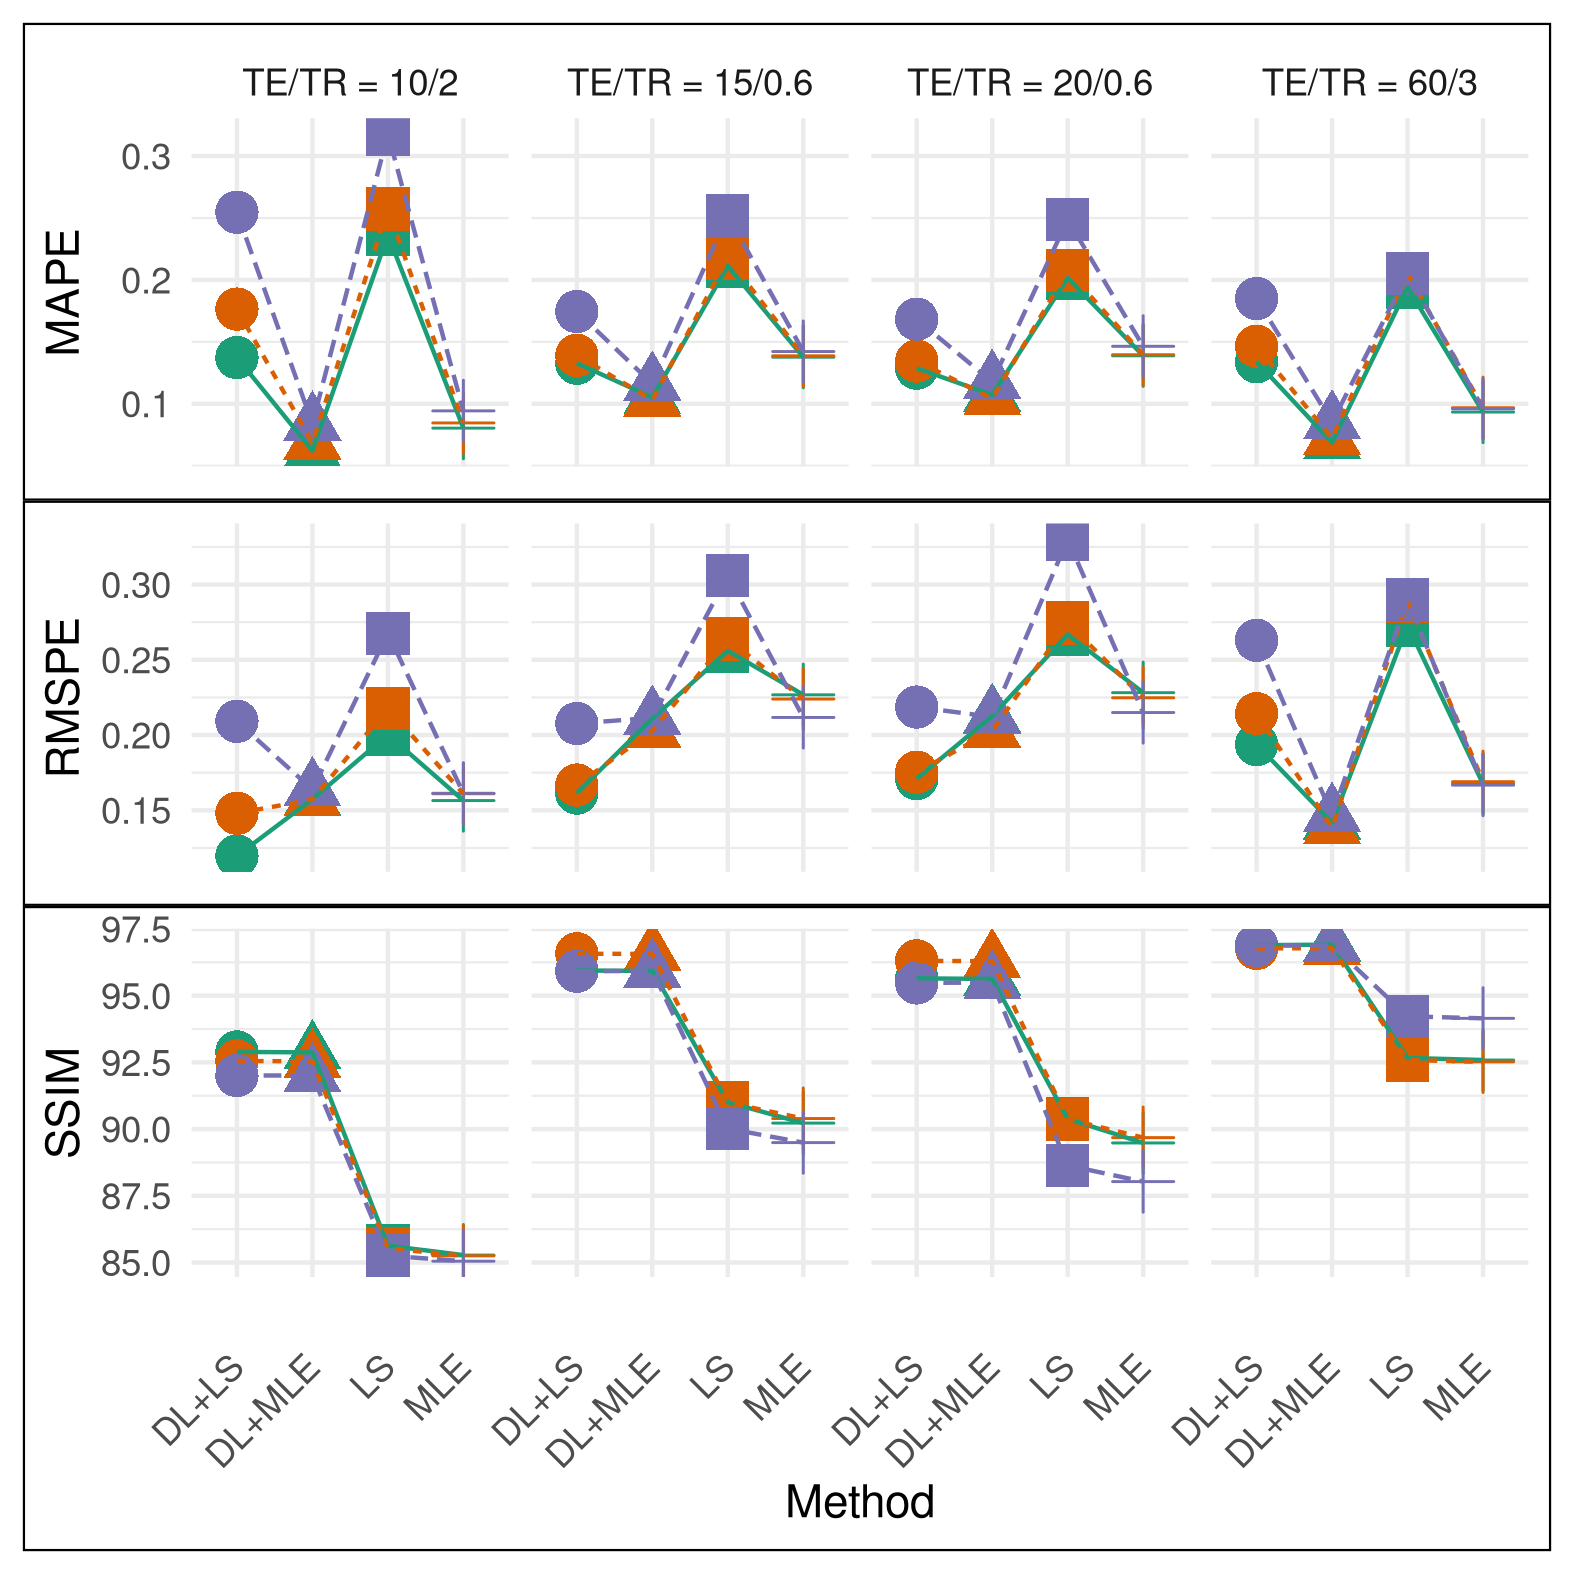 TE/TR = 10/2 TE/TR = 15/0.6 TE/TR = 20/0.6 TE/TR = 60/3
MAPE
0.3
0.2
0.1
RMSPE
0.30
0.25
0.20
0.15
SSIM
97.5
95.0
92.5
90.0
87.5
85.0
DL+LS DL+MLE LS MLE DL+LS DL+MLE LS MLE DL+LS DL+MLE LS MLE DL+LS DL+MLE LS MLE
Method